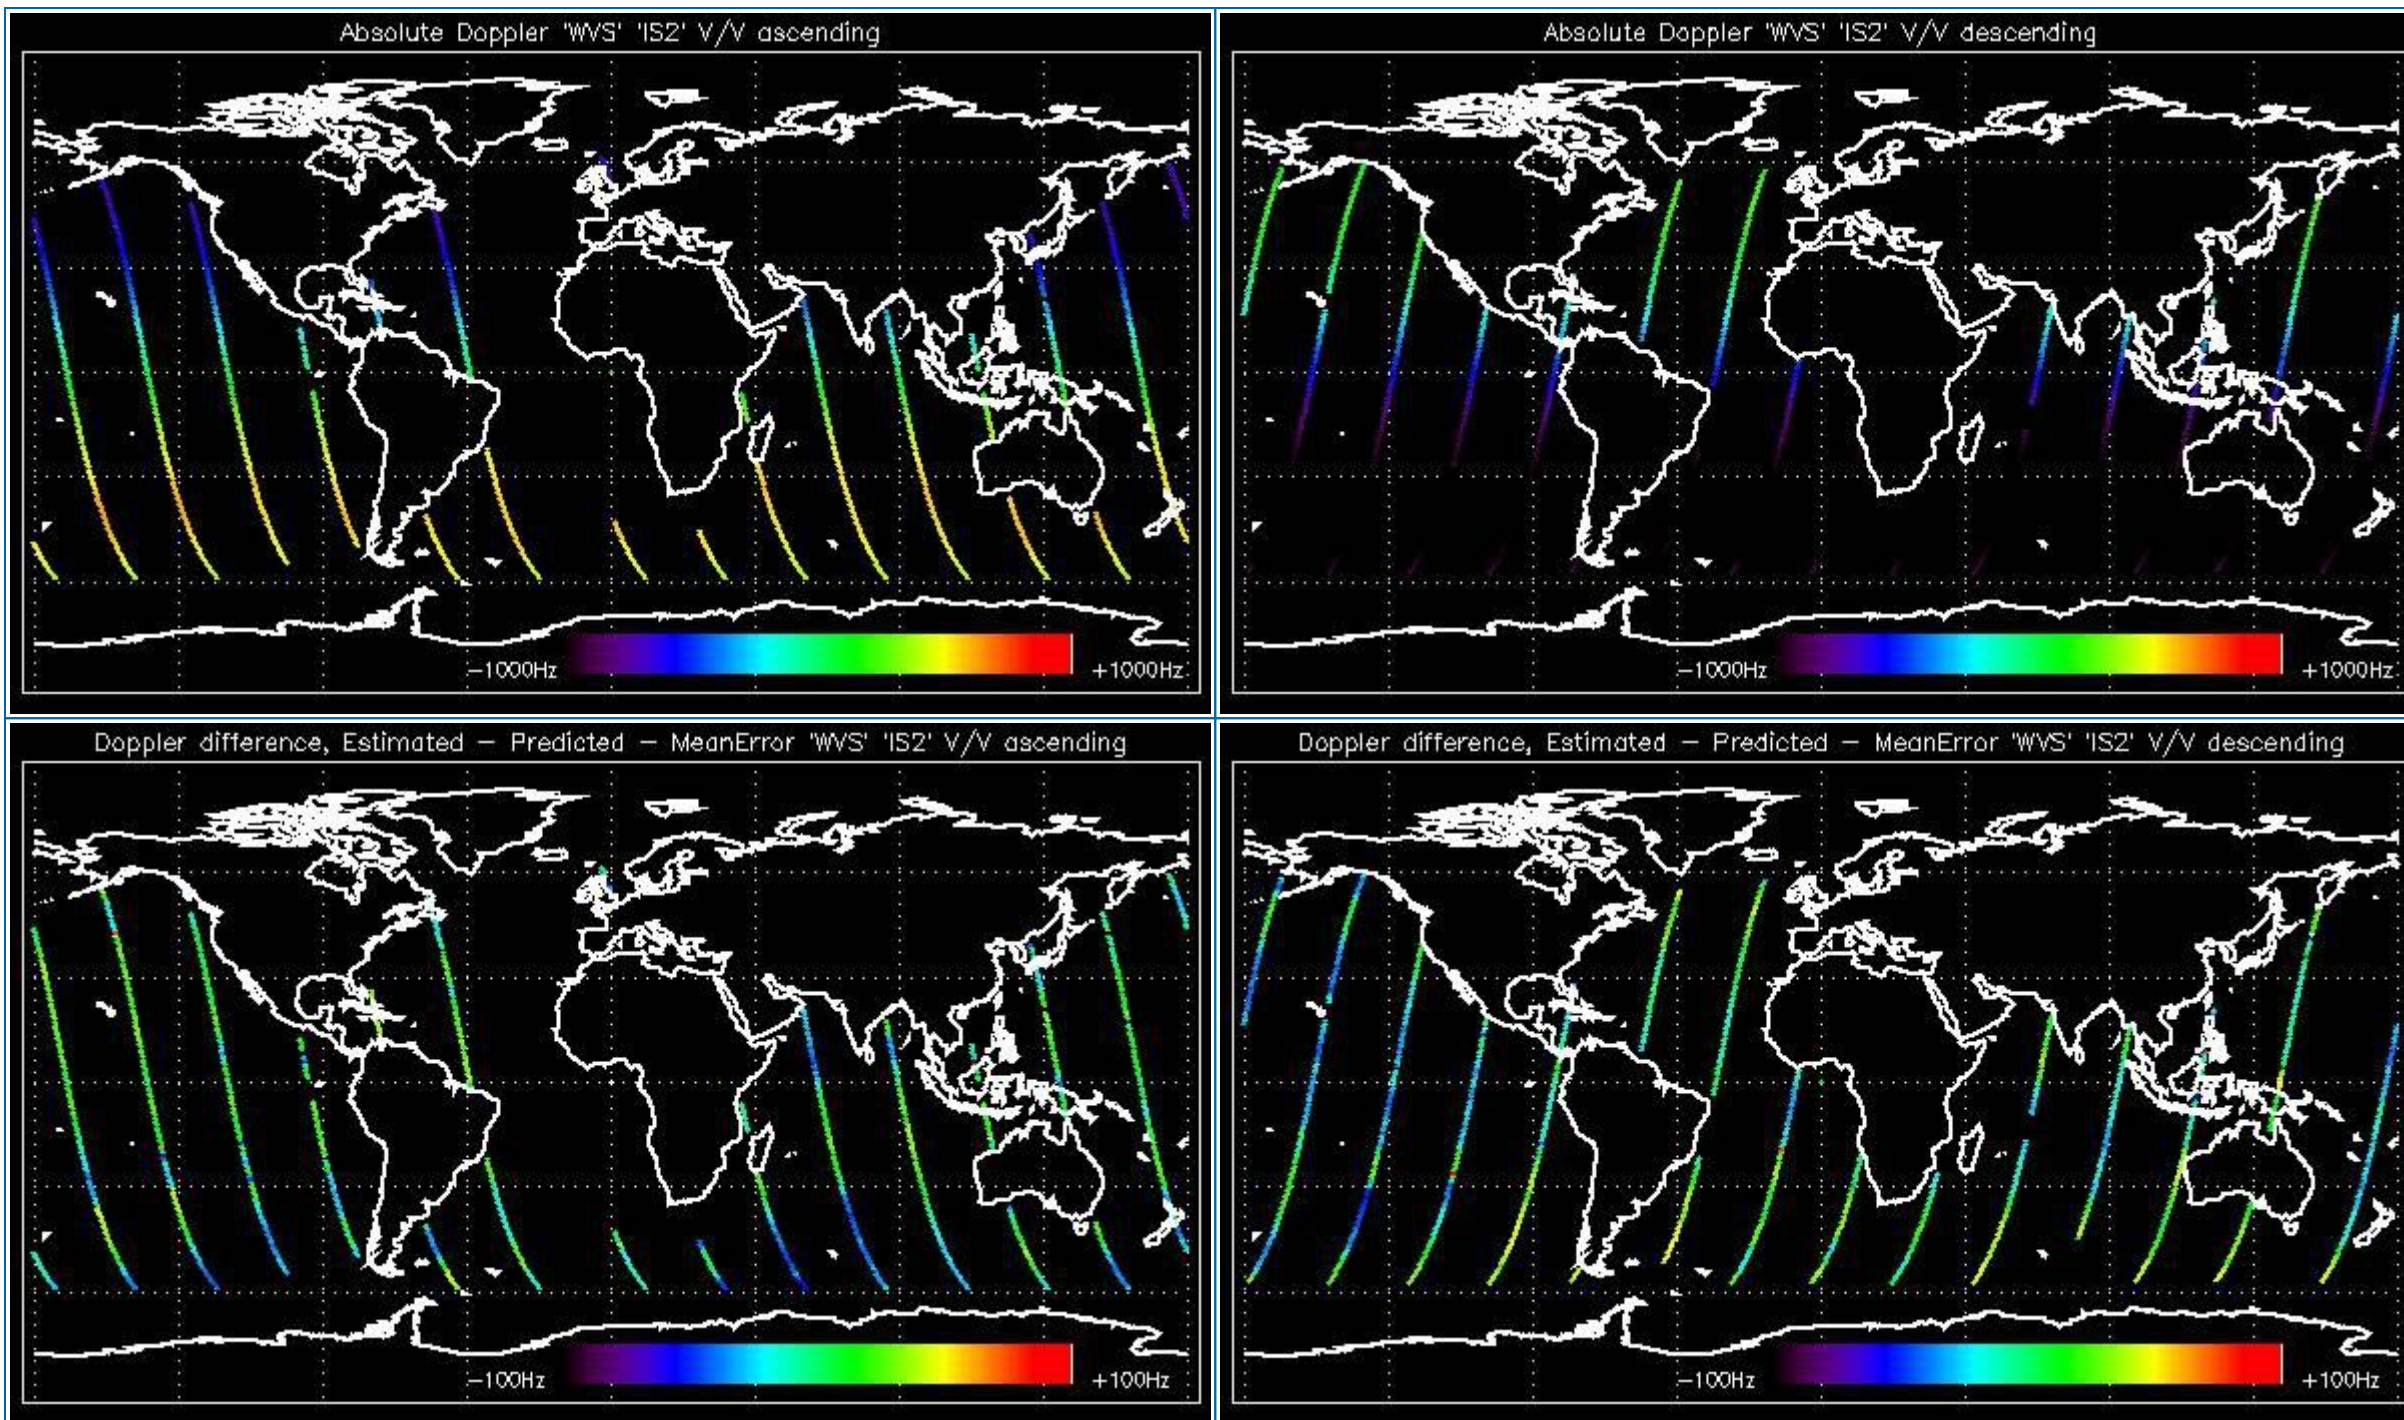 Absolute Doppler 'WVS' 'IS2' V/V ascending
-1000Hz
+1000Hz
Absolute Doppler 'WVS' 'IS2' V/V descending
-1000Hz
+1000Hz
Doppler difference, Estimated - Predicted - MeanError 'WVS' 'IS2' V/V ascending
-100Hz
+100Hz
Doppler difference, Estimated - Predicted - MeanError 'WVS' 'IS2' V/V descending
-100Hz
+100Hz